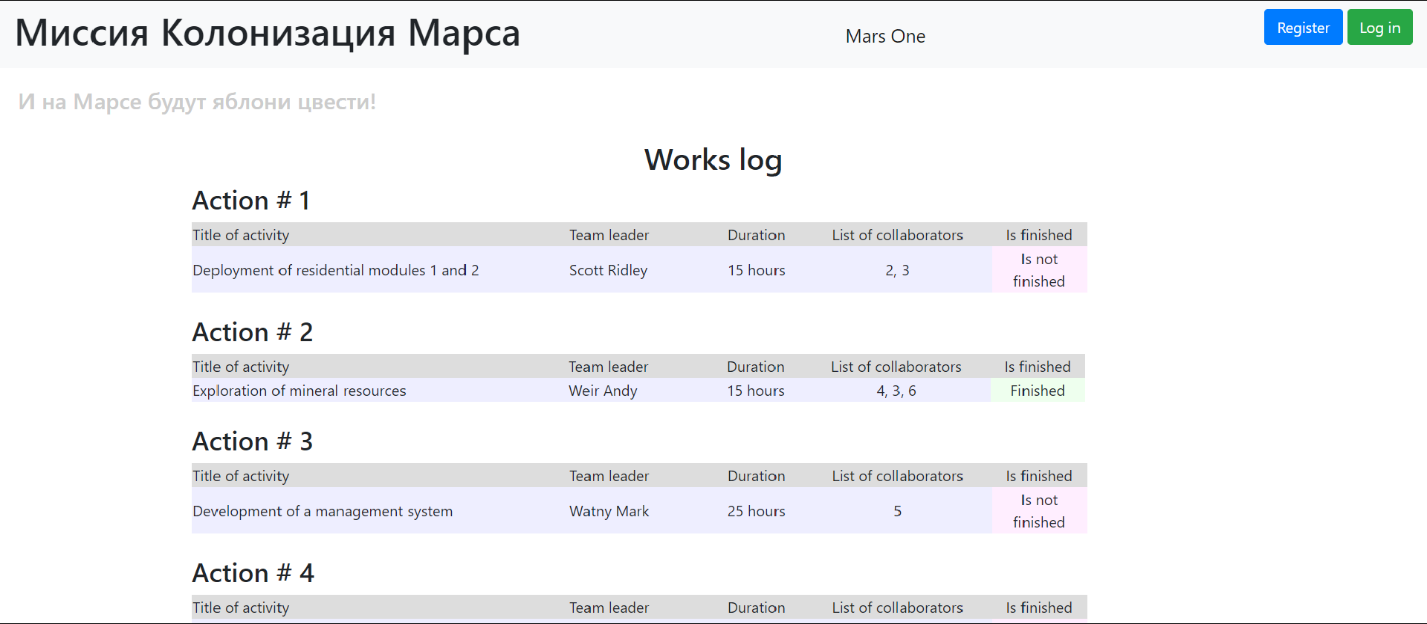 Миссия Колонизация Марса Mars One Register Log in
И на Марсе будут яблони цвести!
Works log
Action # 1
Title of activity Team leader Duration List of collaborators Is finished
Deployment of residential modules 1 and 2 Scott Ridley 15 hours 2, 3 Is not
finished
Action # 2
Title of activity Team leader Duration List of collaborators Is finished
Exploration of mineral resources Weir Andy 15 hours 4, 3, 6 Finished
Action # 3
Title of activity Team leader Duration List of collaborators Is finished
Development of a management system Watny Mark 25 hours 5 Is not
finished
Action # 4
Title of activity Team leader Duration List of collaborators Is finished